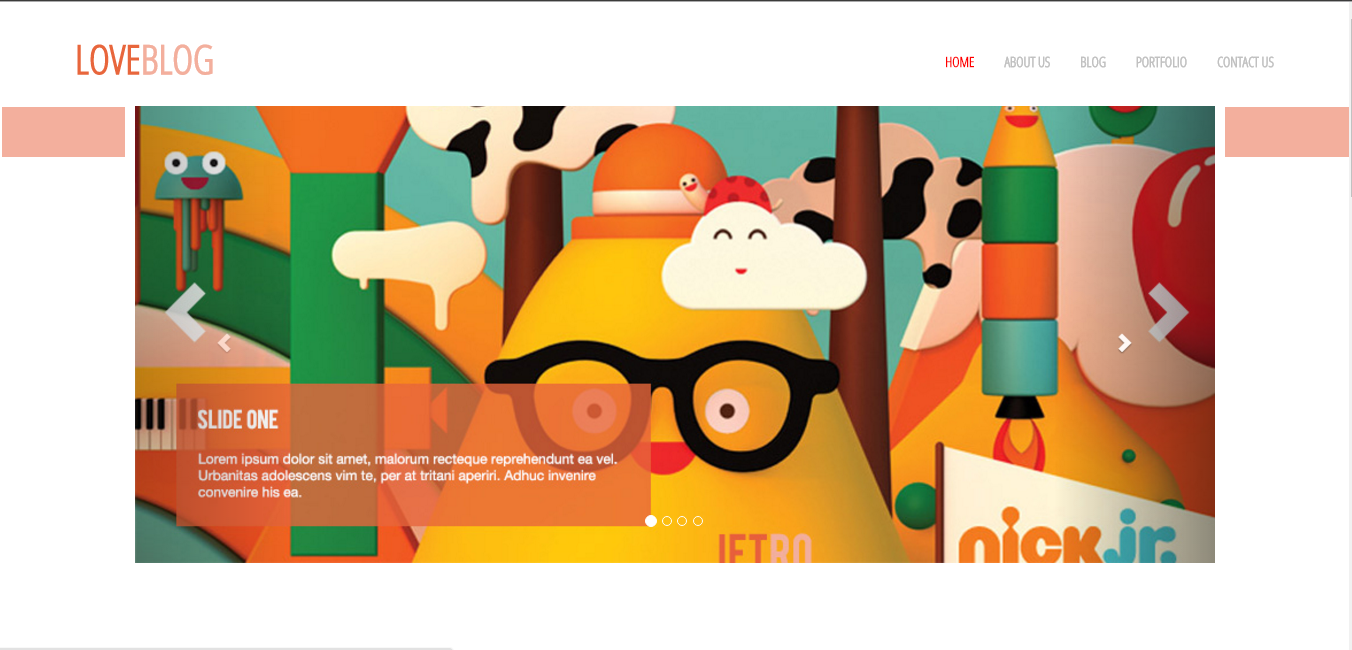 LOVEBLOG
HOME ABOUT US BLOG PORTFOLIO CONTACT US
SLIDE ONE
Lorem ipsum dolor sit amet, malorum recteque reprehendunt ea vel.
Urbanitas adolescens vim te, per at tritani aperiri. Adhuc invenire
convenire his ea.
JETRO
nick jr.